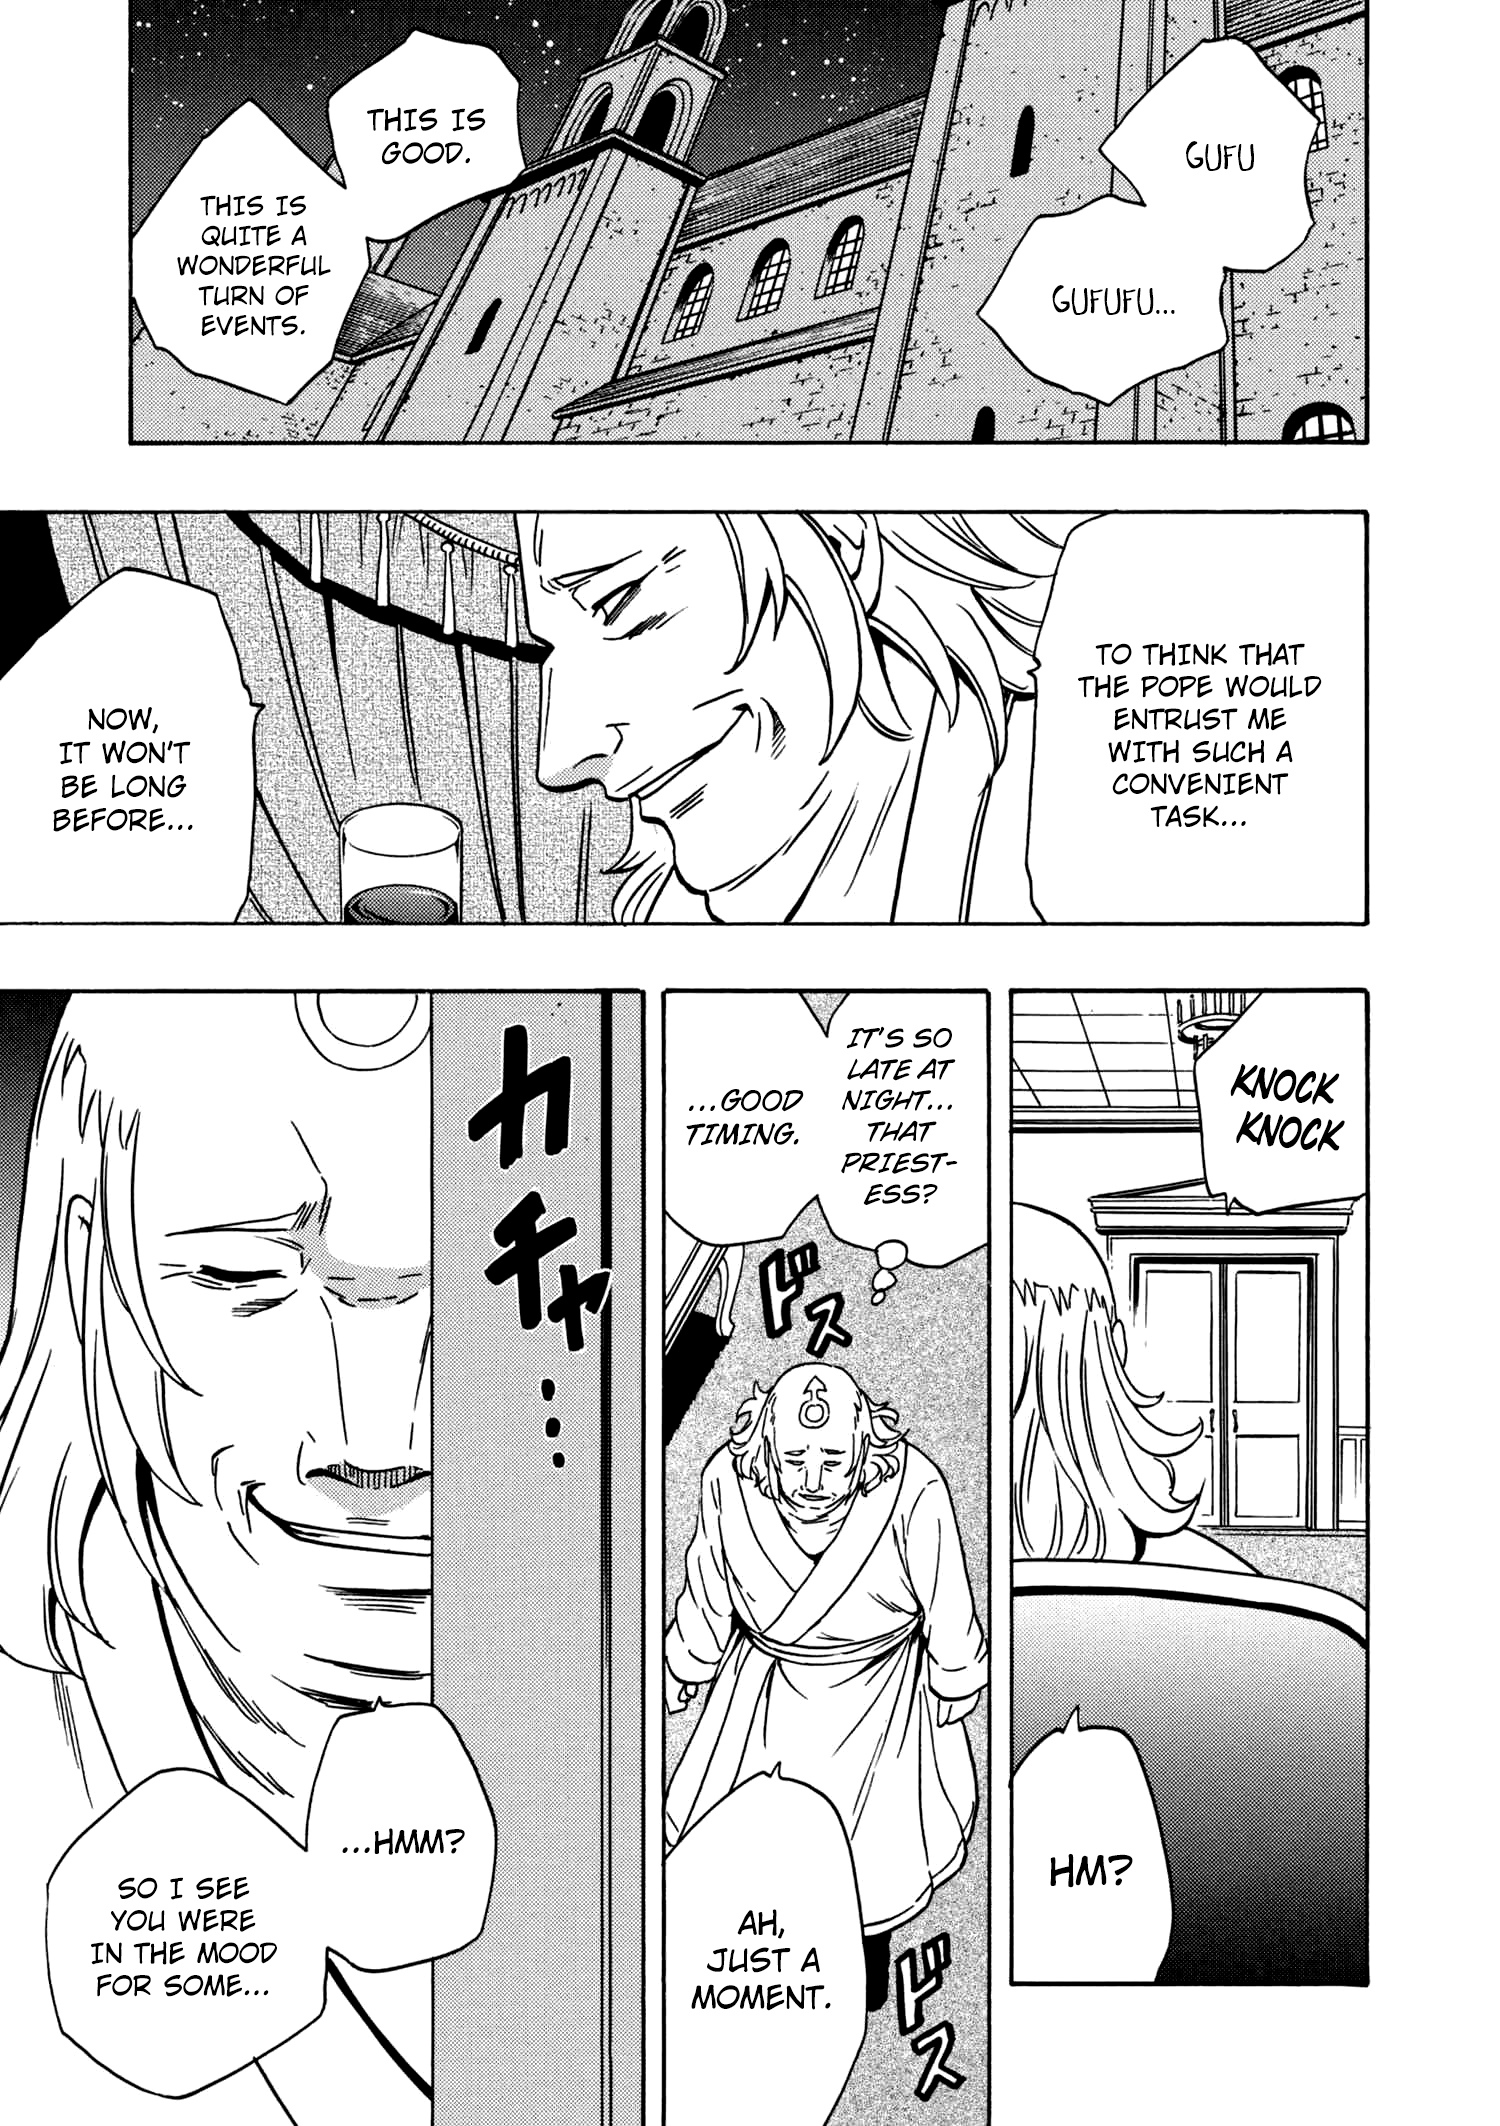 GUFU
GUFUFU...
THIS IS
GOOD.
THIS IS
QUITE A
WONDERFUL
TURN OF
EVENTS.
TO THINK THAT
THE POPE WOULD
ENTRUST ME
WITH SUCH A
CONVENIENT
TASK...
NOW,
IT WON'T
BE LONG
BEFORE...
KNOCK
KNOCK
HM?
IT'S SO
LATE AT
NIGHT...
THAT
PRIEST-
ESS?
...GOOD
TIMING.
ドス
AH,
JUST A
MOMENT.
ドス
カチャ...
...HMM?
SO I SEE
YOU WERE
IN THE MOOD
FOR SOME...